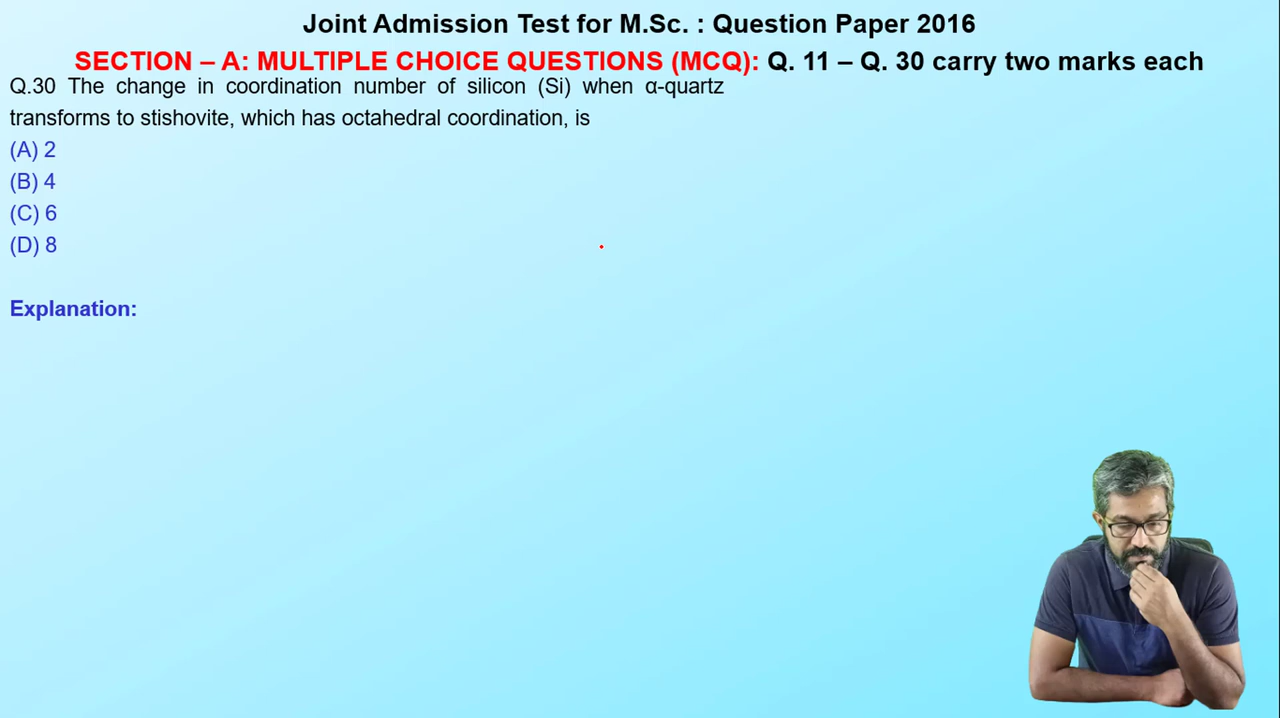 Joint Admission Test for M.Sc. : Question Paper 2016
SECTION – A: MULTIPLE CHOICE QUESTIONS (MCQ): Q. 11 – Q. 30 carry two marks each
Q.30 The change in coordination number of silicon (Si) when α-quartz
transforms to stishovite, which has octahedral coordination, is
(A) 2
(B) 4
(C) 6
(D) 8
Explanation: